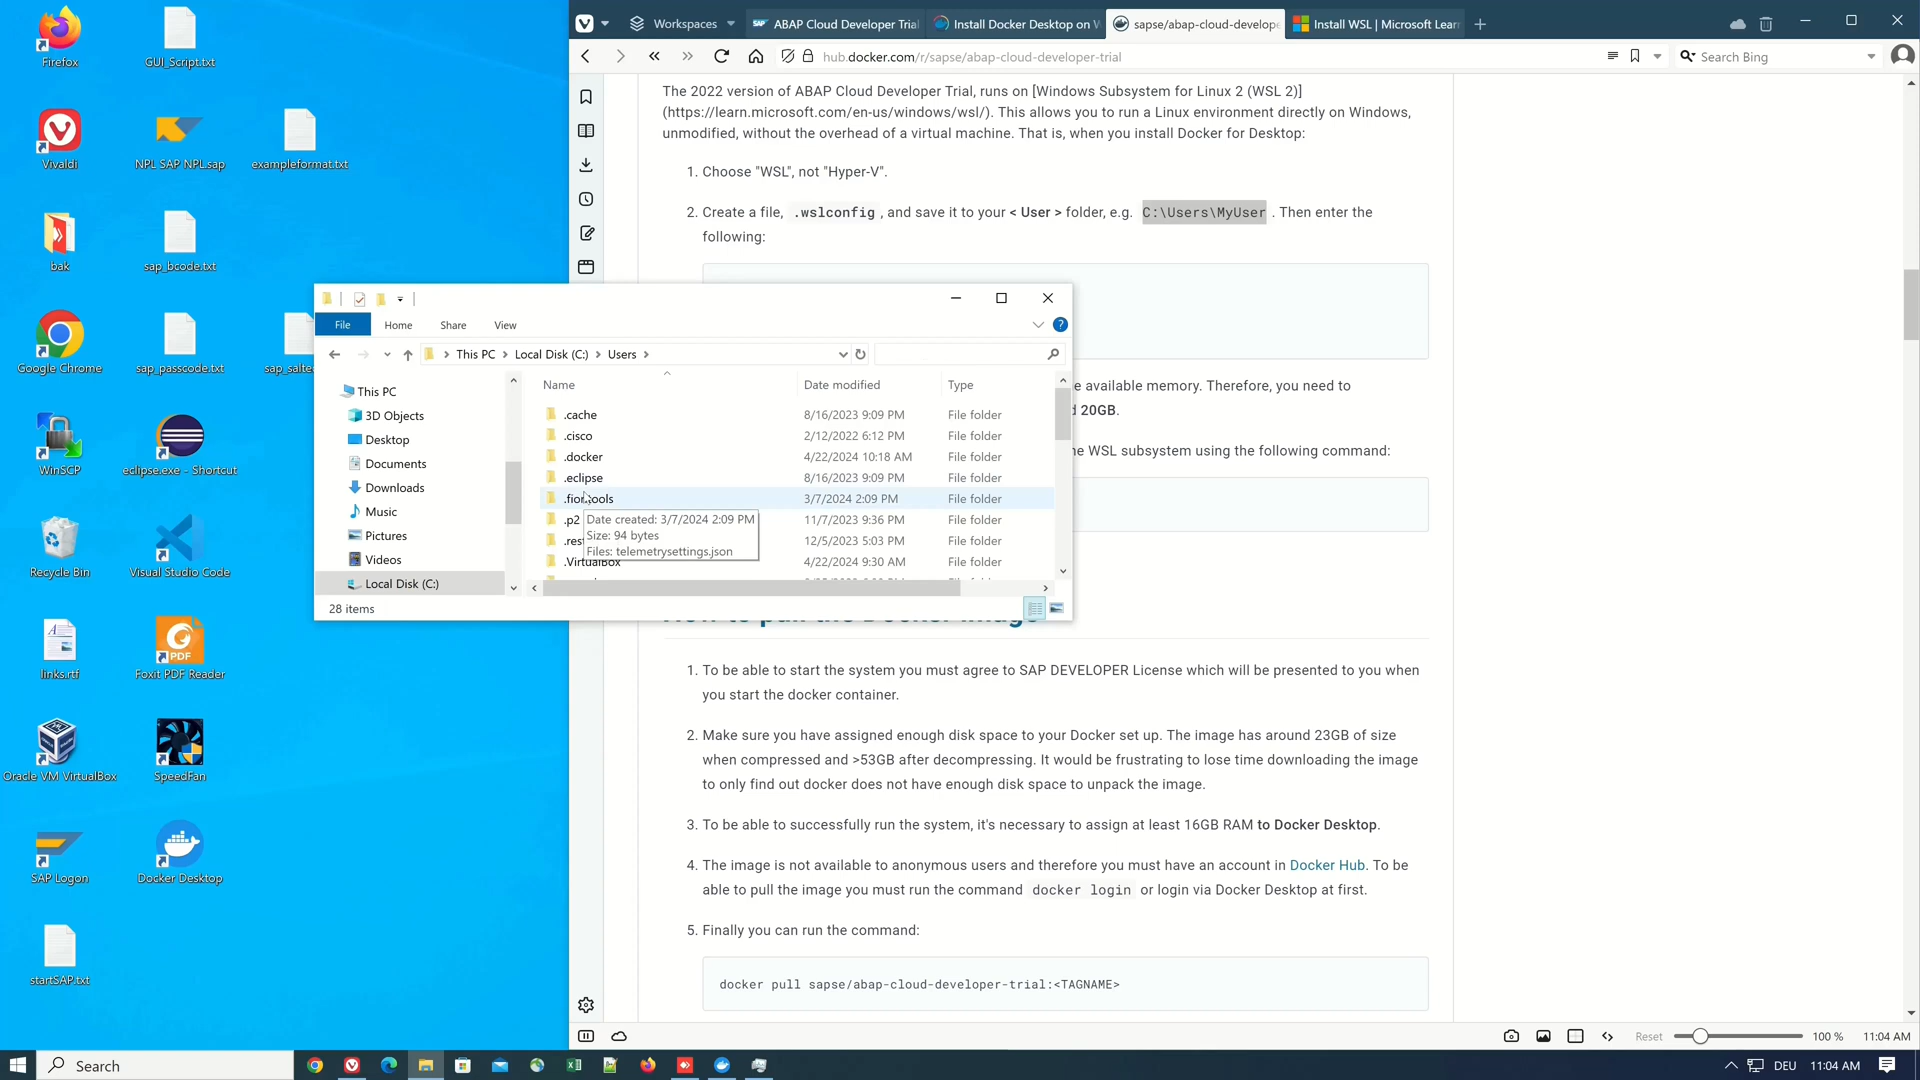 Workspaces
ABAP Cloud Developer Trial
Install Docker Desktop on W
sapse/abap-cloud-develope
Install WSL | Microsoft Lear
hub.docker.com/r/sapse/abap-cloud-developer-trial
Search Bing
Firefox
GUI_Script.txt
Vivaldi
NPL SAP NPL.sap
exampleformat.txt
bak
sap_bcode.txt
Google Chrome
sap_passcode.txt
sap_salte
WinSCP
eclipse.exe - Shortcut
Recycle Bin
Visual Studio Code
links.rtf
Foxit PDF Reader
Oracle VM VirtualBox
SpeedFan
SAP Logon
Docker Desktop
startSAP.txt
The 2022 version of ABAP Cloud Developer Trial, runs on [Windows Subsystem for Linux 2 (WSL 2)]
(https://learn.microsoft.com/en-us/windows/wsl/). This allows you to run a Linux environment directly on Windows,
unmodified, without the overhead of a virtual machine. That is, when you install Docker for Desktop:
1. Choose "WSL", not "Hyper-V".
2. Create a file, .wslconfig , and save it to your < User > folder, e.g. C:\Users\MyUser . Then enter the
following:
e available memory. Therefore, you need to
d 20GB.
ne WSL subsystem using the following command:
File
Home
Share
View
This PC
Local Disk (C:)
Users
This PC
3D Objects
Desktop
Documents
Downloads
Music
Pictures
Videos
Local Disk (C:)
Name
Date modified
Type
.cache 8/16/2023 9:09 PM File folder
.cisco 2/12/2022 6:12 PM File folder
.docker 4/22/2024 10:18 AM File folder
.eclipse 8/16/2023 9:09 PM File folder
.fioritools 3/7/2024 2:09 PM File folder
.p2 11/7/2023 9:36 PM File folder
.rest 12/5/2023 5:03 PM File folder
.VirtualBox 4/22/2024 9:30 AM File folder
Date created: 3/7/2024 2:09 PM
Size: 94 bytes
Files: telemetrysettings.json
28 items
How to pull the Docker image
1. To be able to start the system you must agree to SAP DEVELOPER License which will be presented to you when
you start the docker container.
2. Make sure you have assigned enough disk space to your Docker set up. The image has around 23GB of size
when compressed and >53GB after decompressing. It would be frustrating to lose time downloading the image
to only find out docker does not have enough disk space to unpack the image.
3. To be able to successfully run the system, it's necessary to assign at least 16GB RAM to Docker Desktop.
4. The image is not available to anonymous users and therefore you must have an account in Docker Hub. To be
able to pull the image you must run the command docker login or login via Docker Desktop at first.
5. Finally you can run the command:
docker pull sapse/abap-cloud-developer-trial:<TAGNAME>
Reset
100 %
11:04 AM
Search
DEU
11:04 AM